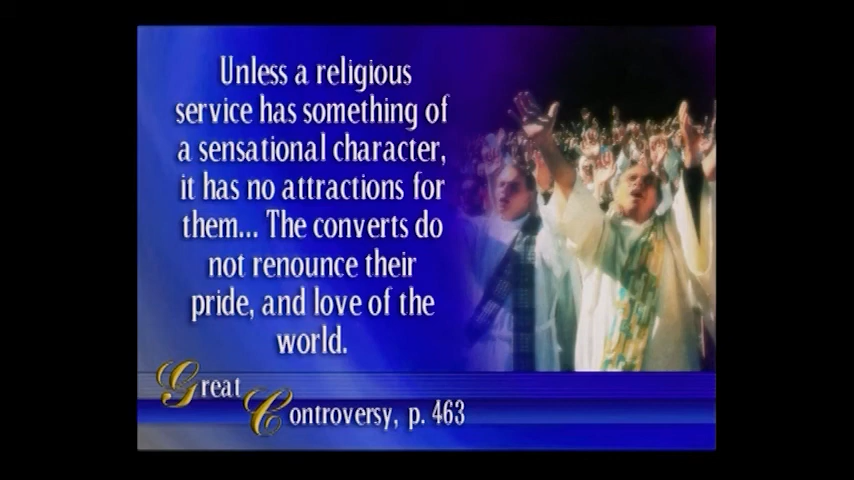 Unless a religious
service has something of
a sensational character,
it has no attractions for
them... The converts do
not renounce their
pride, and love of the
world.
Great
Controversy, p. 463